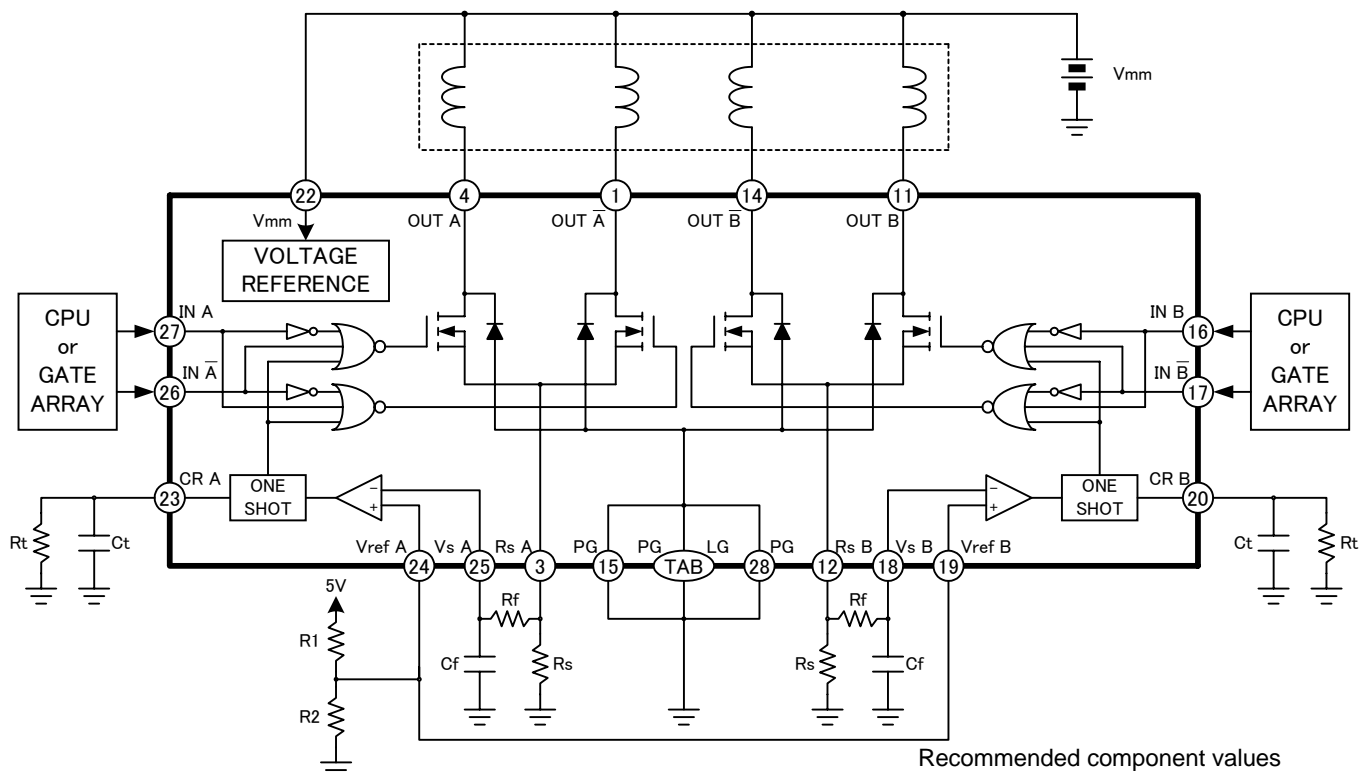 Vmm
22
4
1
14
11
Vmm
OUT A
OUT A̅
OUT B̅
OUT B
VOLTAGE
REFERENCE
CPU
or
GATE
ARRAY
IN A
27
IN A̅
26
IN B
16
IN B̅
17
CPU
or
GATE
ARRAY
CR A
23
ONE
SHOT
−
+
−
+
ONE
SHOT
CR B
20
Rt
Ct
Vref A
Vs A
Rs A
PG
PG
LG
PG
Rs B
Vs B
Vref B
Ct
Rt
24
25
3
15
TAB
28
12
18
19
5V
R1
R2
Rf
Cf
Rs
Rf
Rs
Cf
Recommended component values